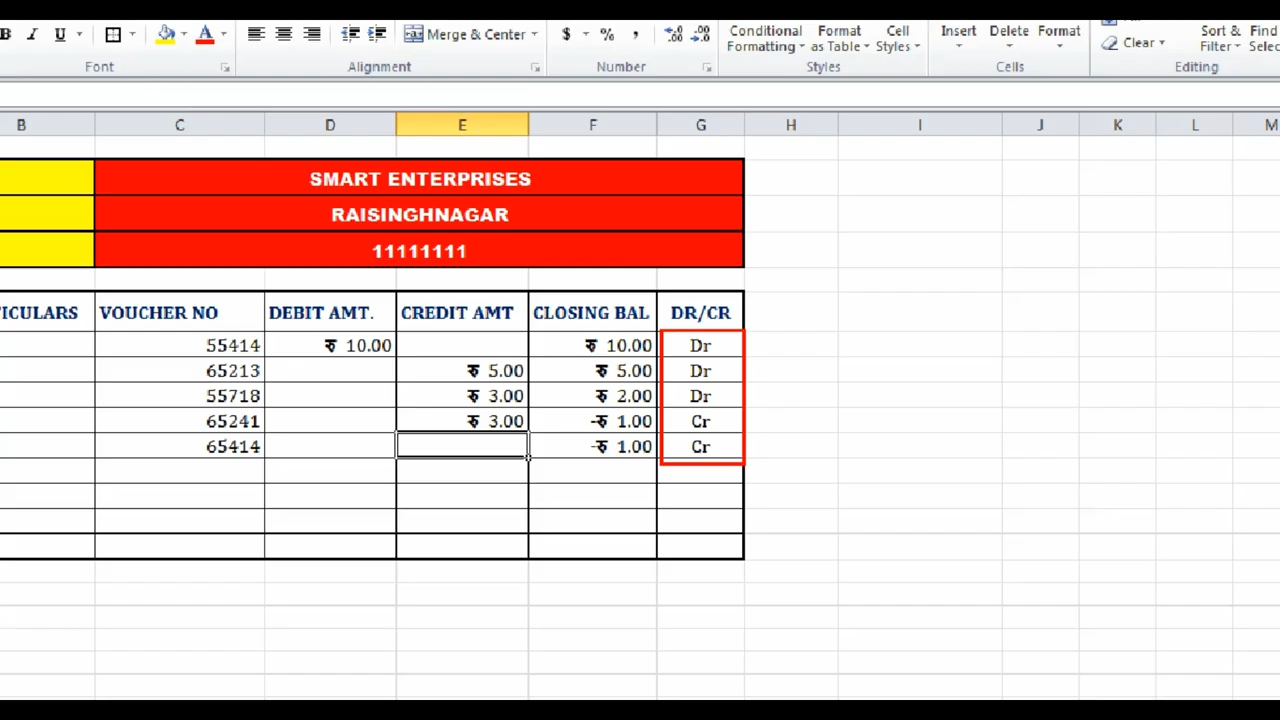 B I U
Merge & Center
$ % ,
Conditional Formatting
Format as Table
Cell Styles
Insert Delete Format
Clear
Sort & Filter
Find
Font Alignment Number Styles Cells Editing
B C D E F G H I J K L M
SMART ENTERPRISES
RAISINGHNAGAR
11111111
TICULARS VOUCHER NO DEBIT AMT. CREDIT AMT CLOSING BAL DR/CR
55414 रु 10.00 रु 10.00 Dr
65213 रु 5.00 रु 5.00 Dr
55718 रु 3.00 रु 2.00 Dr
65241 रु 3.00 -रु 1.00 Cr
65414 -रु 1.00 Cr